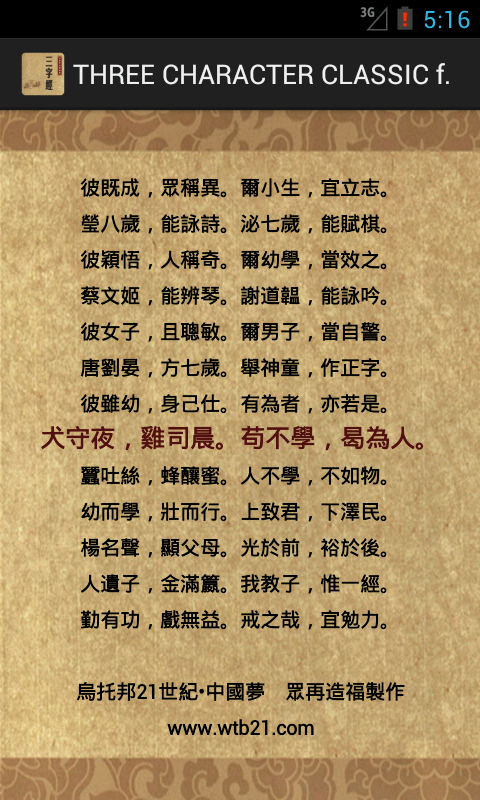 3G 5:16
三字經 THREE CHARACTER CLASSIC f.
彼既成，眾稱異。爾小生，宜立志。
瑩八歲，能詠詩。泌七歲，能賦棋。
彼穎悟，人稱奇。爾幼學，當效之。
蔡文姬，能辨琴。謝道韞，能詠吟。
彼女子，且聰敏。爾男子，當自警。
唐劉晏，方七歲。舉神童，作正字。
彼雖幼，身己仕。有為者，亦若是。
犬守夜，雞司晨。苟不學，曷為人。
蠶吐絲，蜂釀蜜。人不學，不如物。
幼而學，壯而行。上致君，下澤民。
楊名聲，顯父母。光於前，裕於後。
人遺子，金滿籯。我教子，惟一經。
勤有功，戲無益。戒之哉，宜勉力。
烏托邦21世紀•中國夢　眾再造福製作
www.wtb21.com